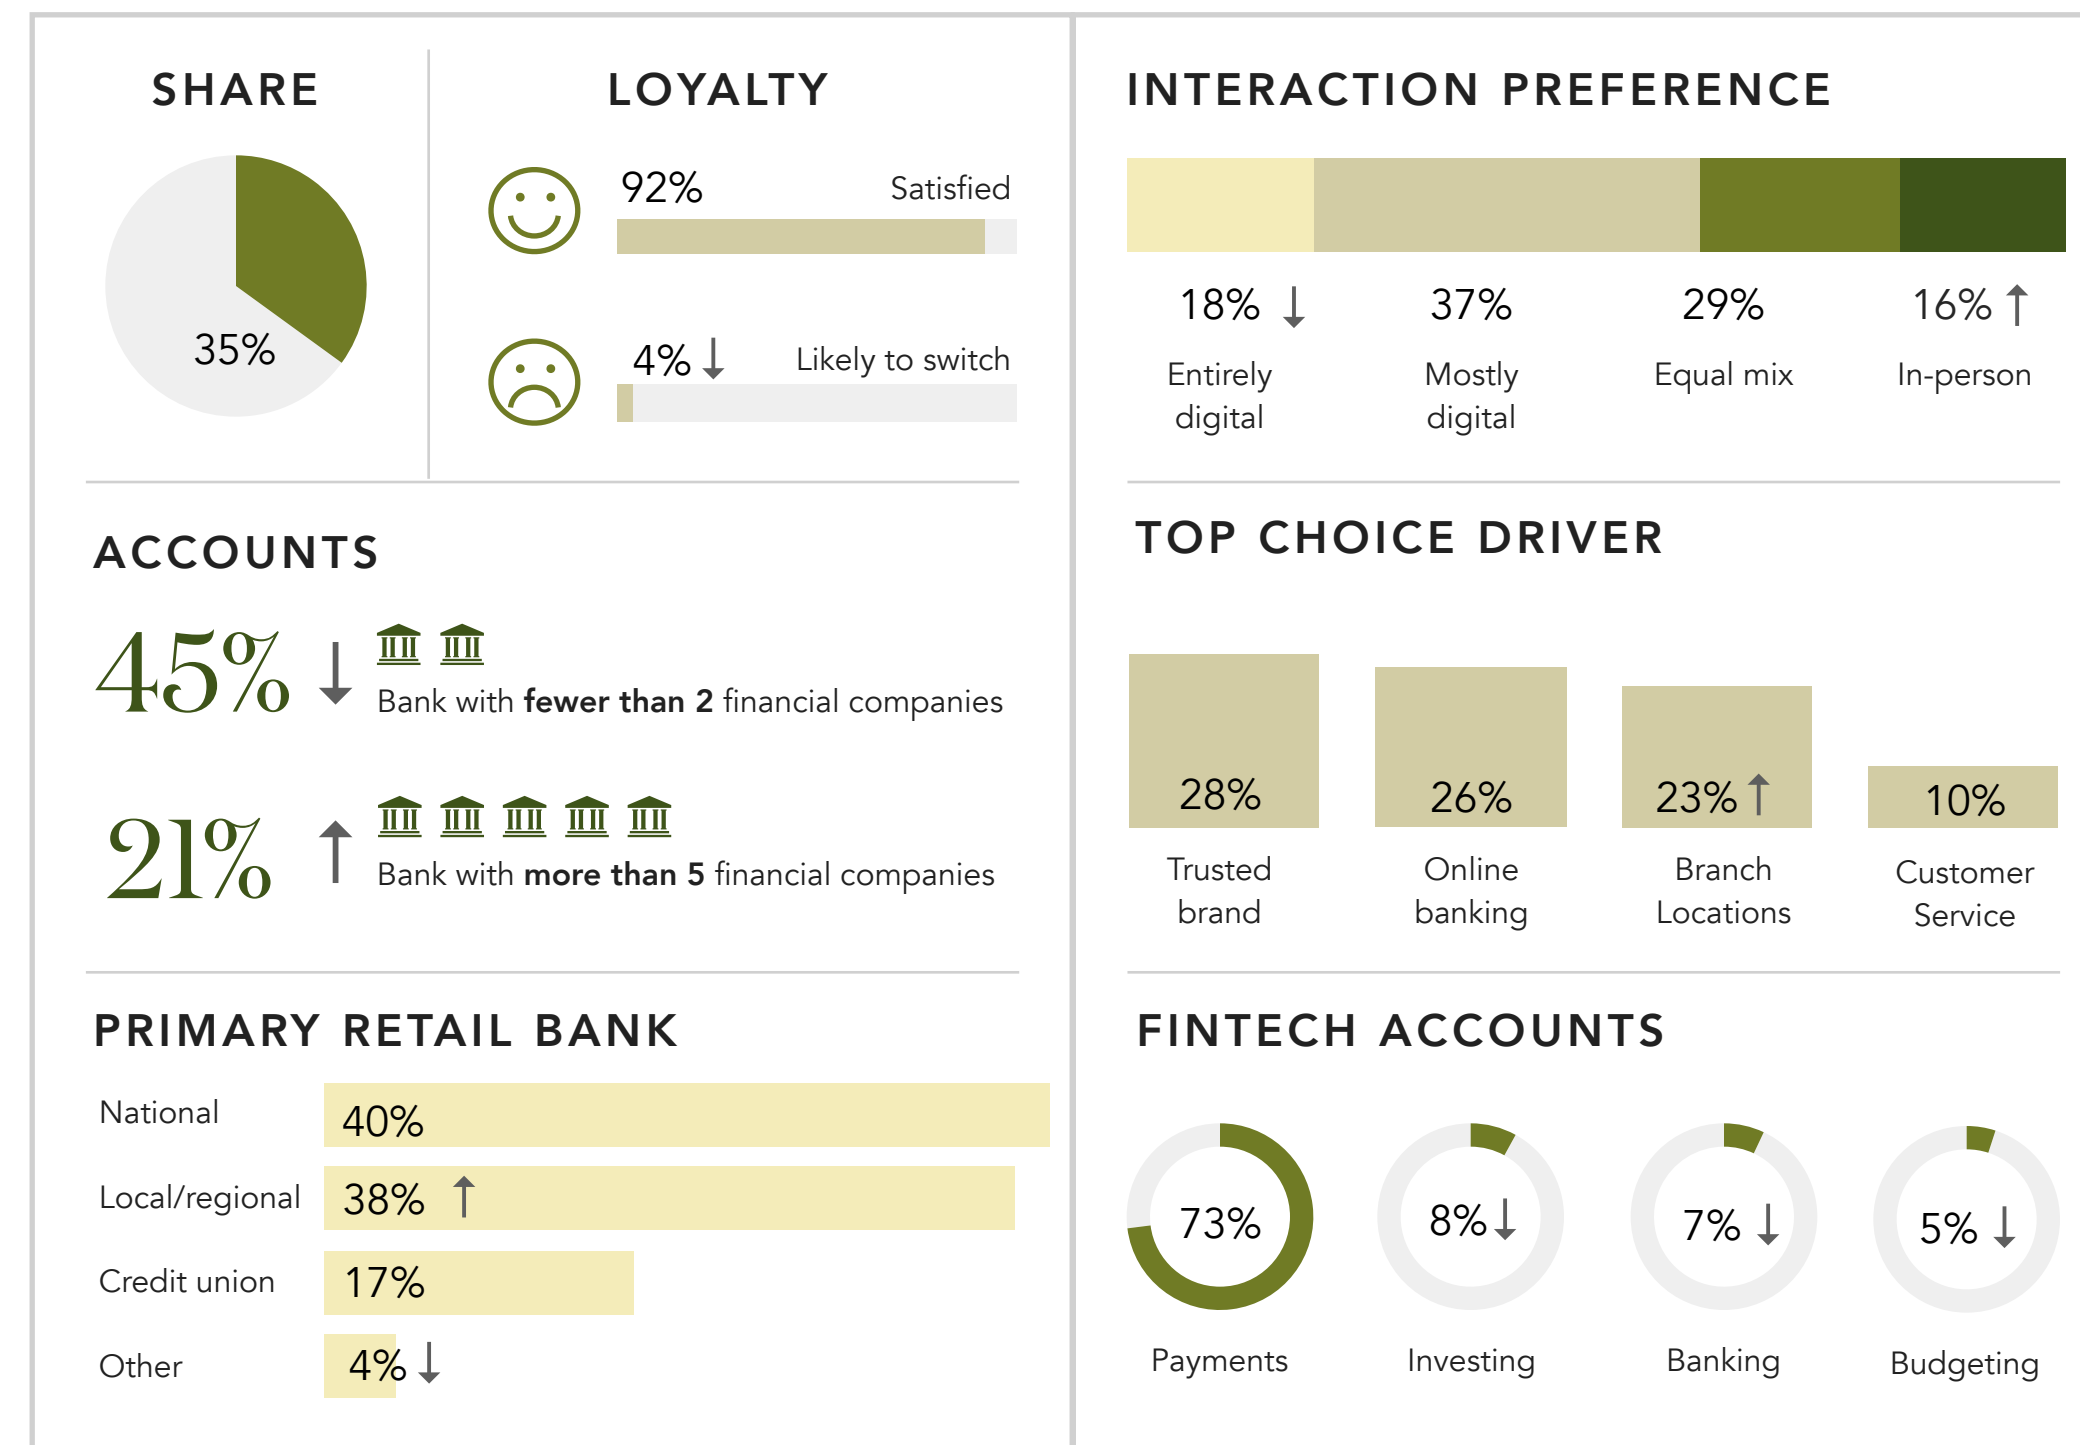 SHARE
35%
LOYALTY
92% Satisfied
4% ↓ Likely to switch
ACCOUNTS
45% ↓
Bank with fewer than 2 financial companies
21% ↑
Bank with more than 5 financial companies
PRIMARY RETAIL BANK
National 40%
Local/regional 38% ↑
Credit union 17%
Other 4% ↓
INTERACTION PREFERENCE
18% ↓ 37% 29% 16% ↑
Entirely Mostly Equal mix In-person
digital digital
TOP CHOICE DRIVER
28% 26% 23% ↑ 10%
Trusted Online Branch Customer
brand banking Locations Service
FINTECH ACCOUNTS
73% 8% ↓ 7% ↓ 5% ↓
Payments Investing Banking Budgeting